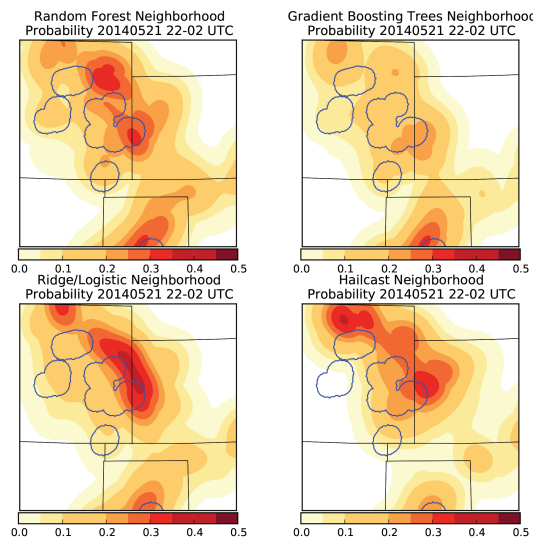 Random Forest Neighborhood
Probability 20140521 22-02 UTC
Gradient Boosting Trees Neighborhood
Probability 20140521 22-02 UTC
0.0 0.1 0.2 0.3 0.4 0.5
0.0 0.1 0.2 0.3 0.4 0.5
Ridge/Logistic Neighborhood
Probability 20140521 22-02 UTC
Hailcast Neighborhood
Probability 20140521 22-02 UTC
0.0 0.1 0.2 0.3 0.4 0.5
0.0 0.1 0.2 0.3 0.4 0.5